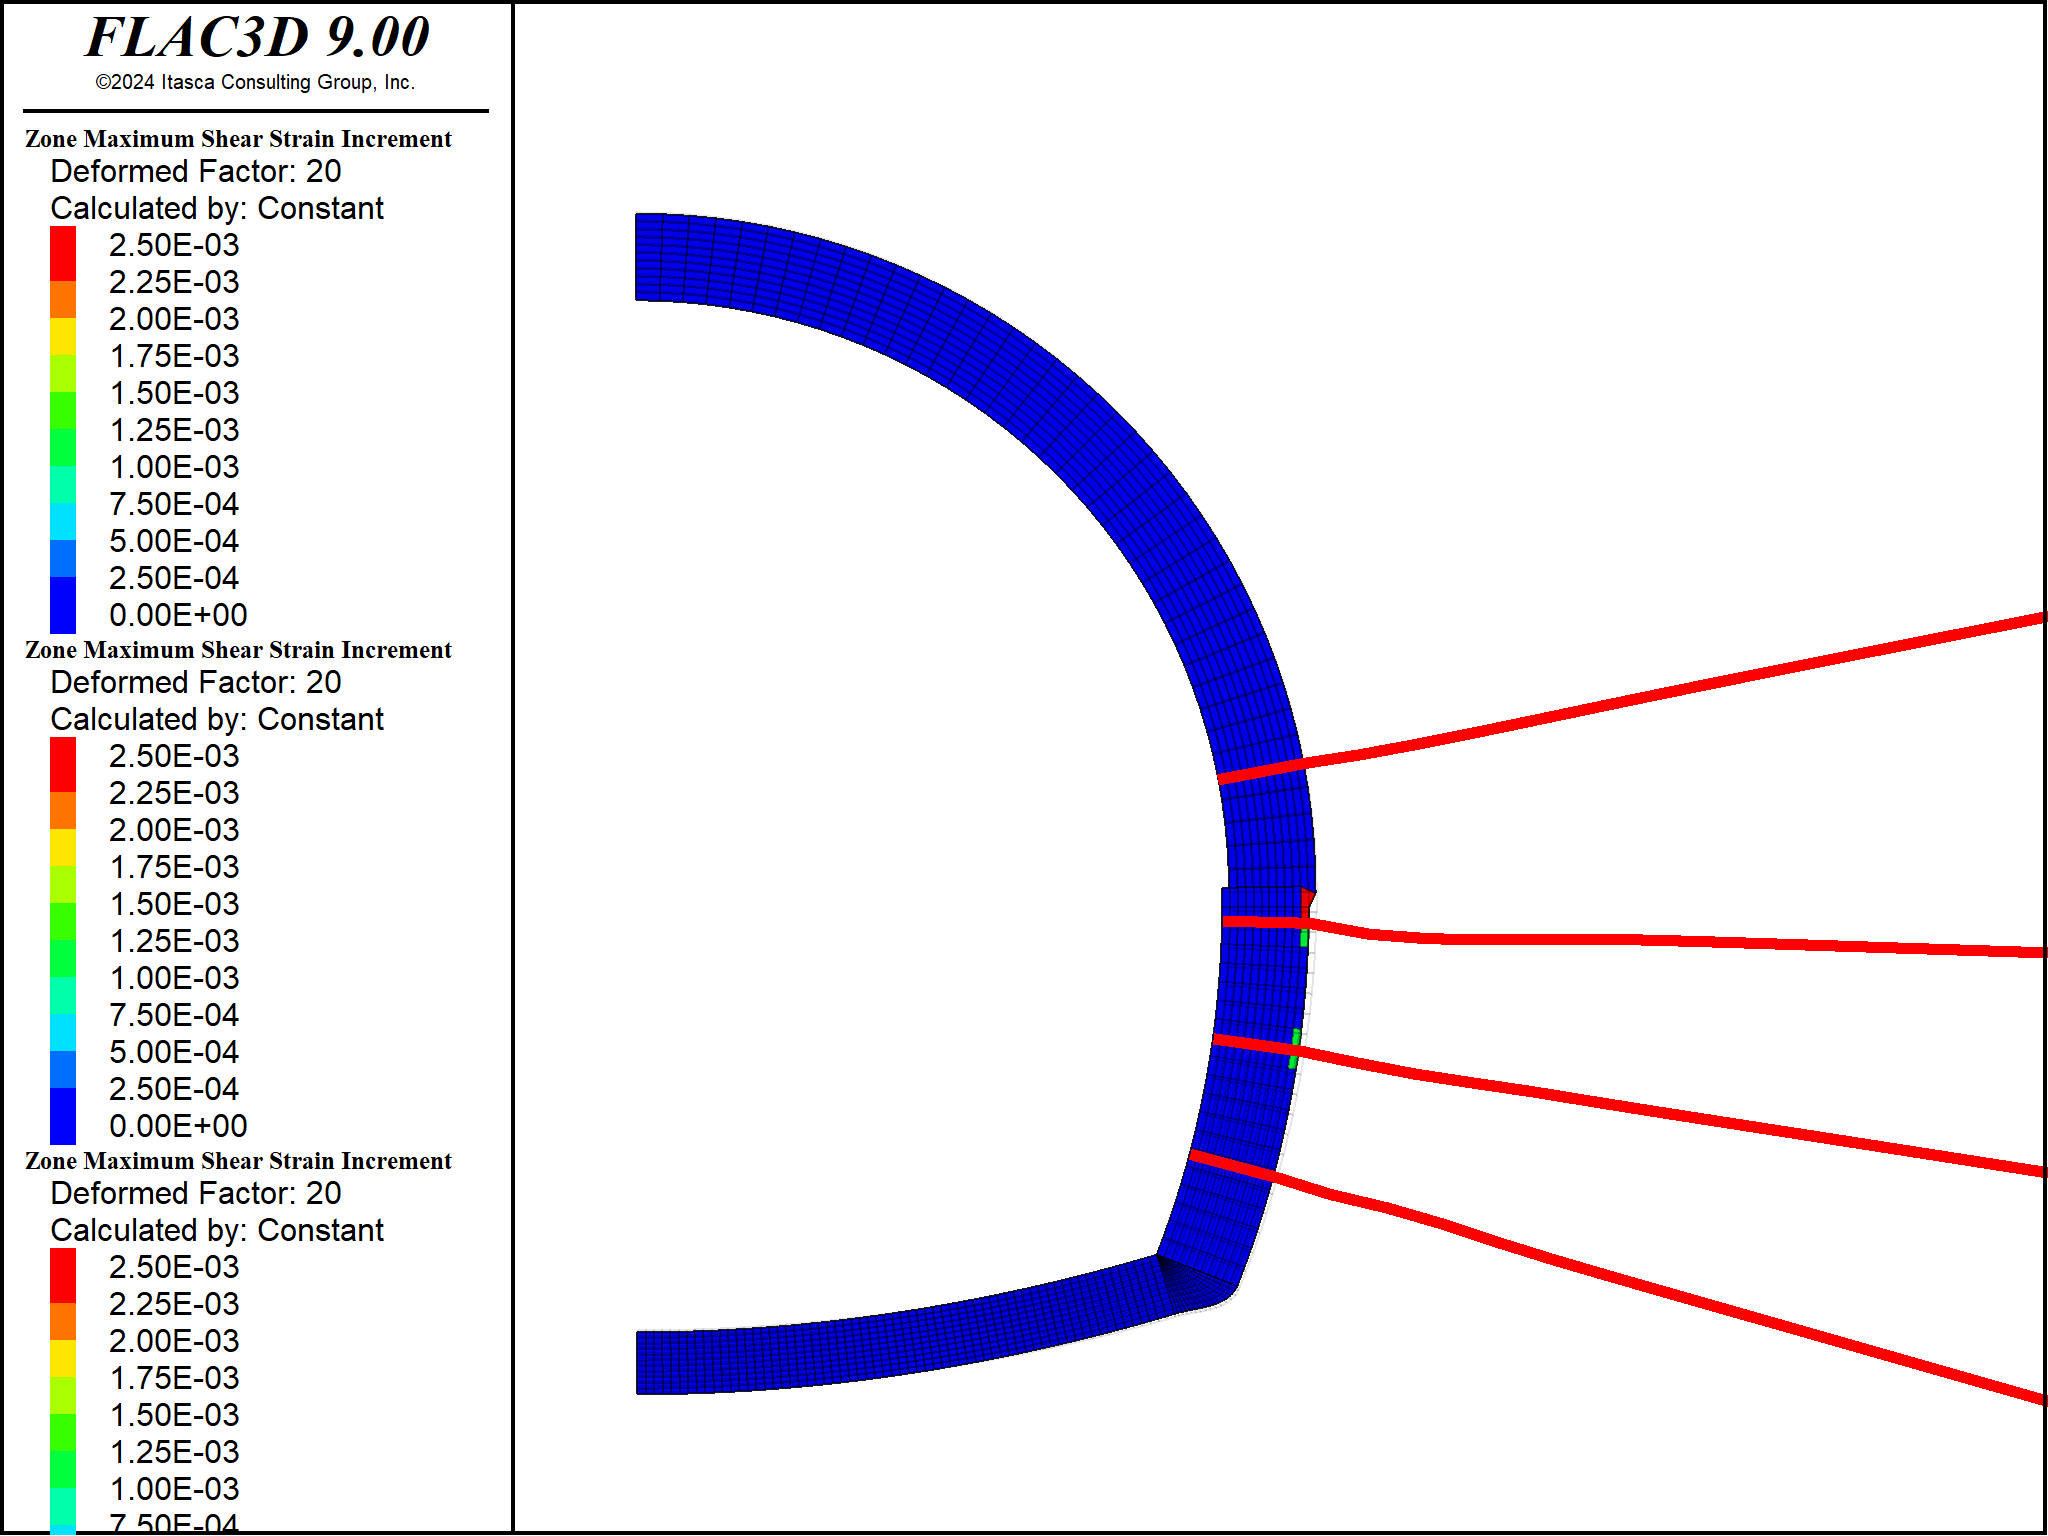 FLAC3D 9.00
©2024 Itasca Consulting Group, Inc.
Zone Maximum Shear Strain Increment
Deformed Factor: 20
Calculated by: Constant
2.50E-03
2.25E-03
2.00E-03
1.75E-03
1.50E-03
1.25E-03
1.00E-03
7.50E-04
5.00E-04
2.50E-04
0.00E+00
Zone Maximum Shear Strain Increment
Deformed Factor: 20
Calculated by: Constant
2.50E-03
2.25E-03
2.00E-03
1.75E-03
1.50E-03
1.25E-03
1.00E-03
7.50E-04
5.00E-04
2.50E-04
0.00E+00
Zone Maximum Shear Strain Increment
Deformed Factor: 20
Calculated by: Constant
2.50E-03
2.25E-03
2.00E-03
1.75E-03
1.50E-03
1.25E-03
1.00E-03
7.50E-04